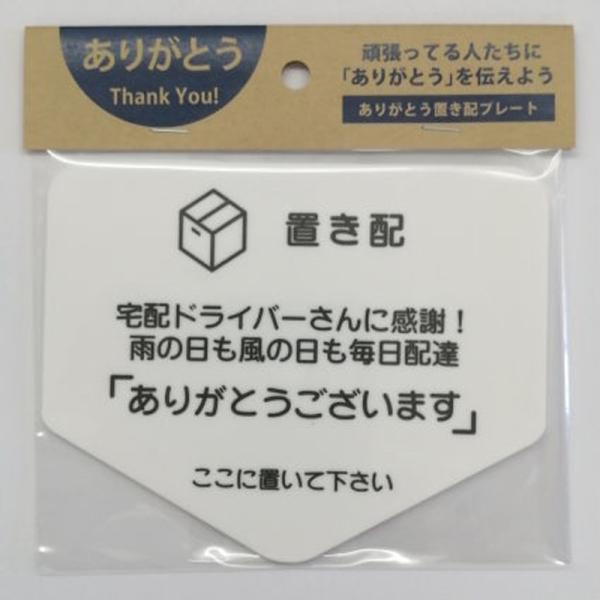 ありがとう
Thank You!
頑張ってる人たちに
「ありがとう」を伝えよう
ありがとう置き配プレート
置き配
宅配ドライバーさんに感謝！
雨の日も風の日も毎日配達
「ありがとうございます」
ここに置いて下さい